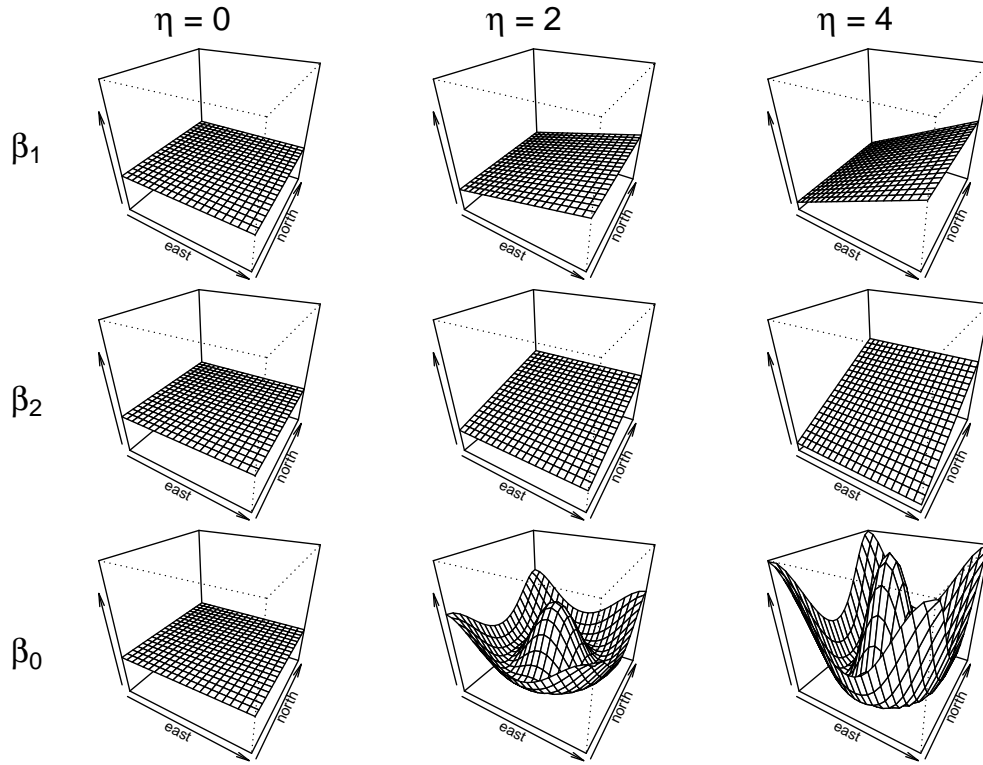 η = 0 η = 2 η = 4
β₁
east north east north east north
β₂
east north east north east north
β₀
east north east north east north